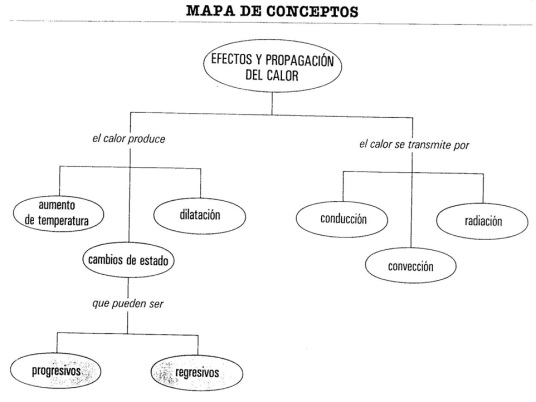 MAPA DE CONCEPTOS
EFECTOS Y PROPAGACIÓN
DEL CALOR
el calor produce
el calor se transmite por
aumento
de temperatura
dilatación
conducción
radiación
cambios de estado
convección
que pueden ser
progresivos
regresivos